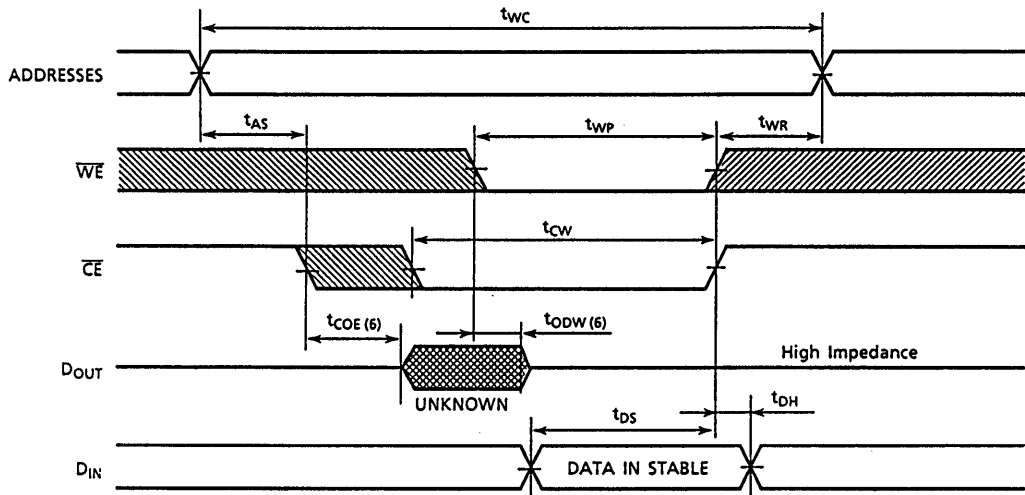 tWC
ADDRESSES
tAS
tWP
tWR
WE
tCW
CE
tCOE (6)
tODW (6)
DOUT
High Impedance
UNKNOWN
tDH
tDS
DIN
DATA IN STABLE